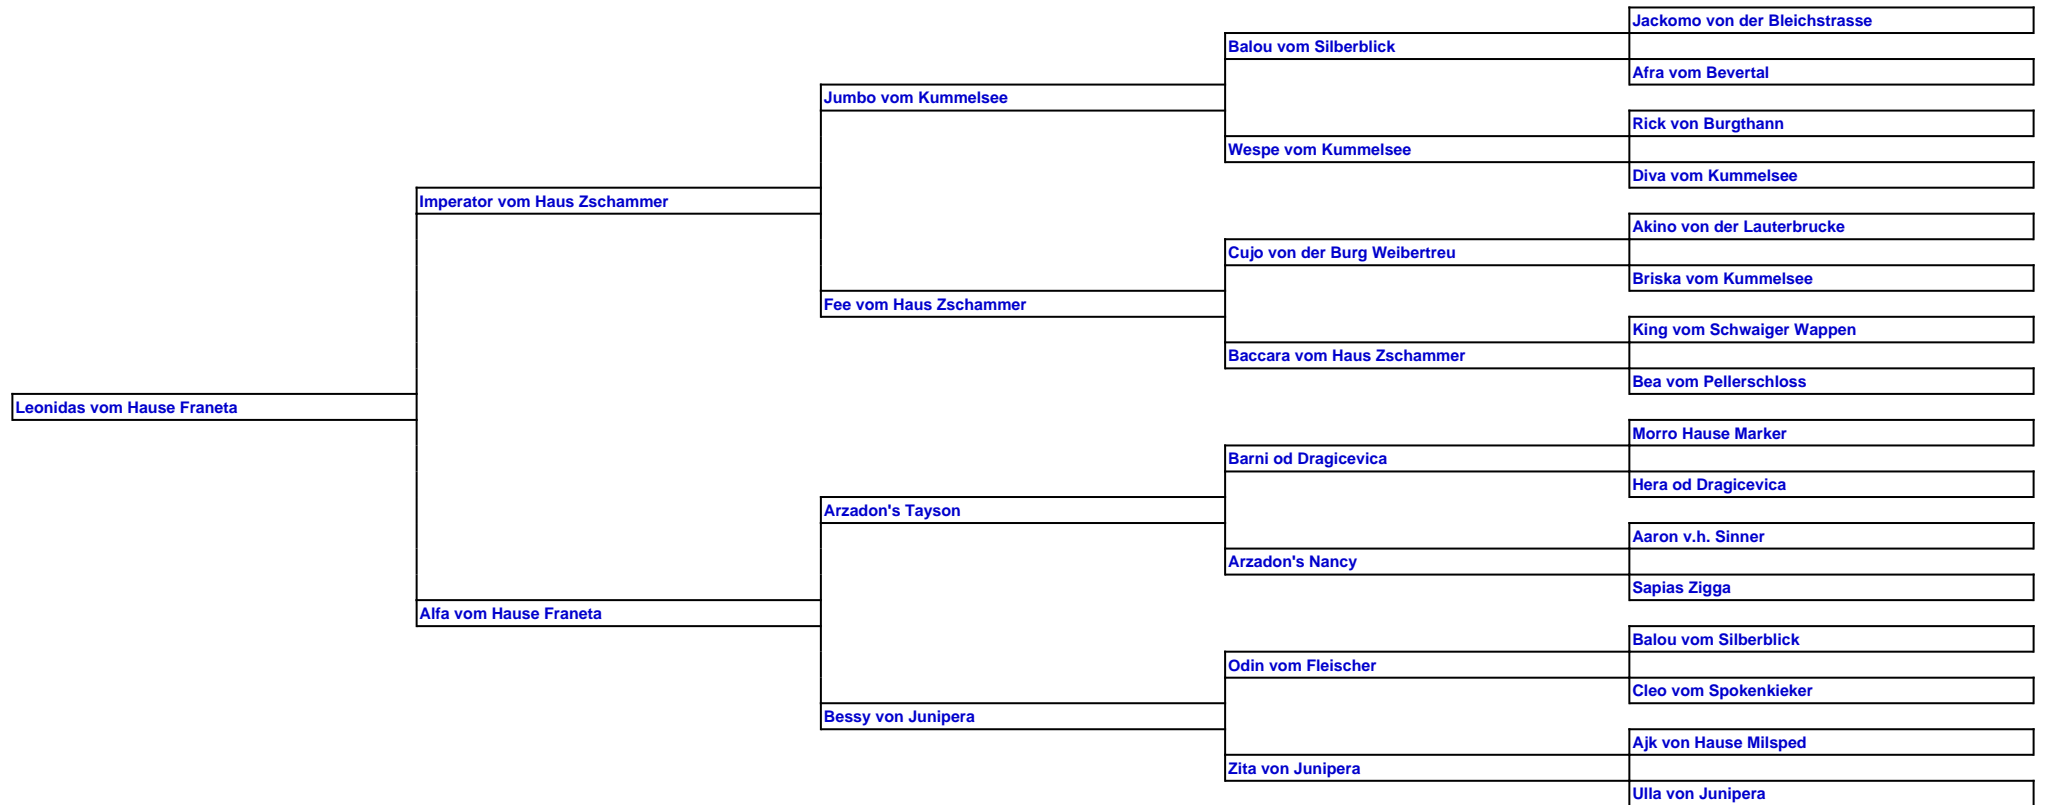 Jackomo von der Bleichstrasse
Balou vom Silberblick
Afra vom Bevertal
Jumbo vom Kummelsee
Rick von Burgthann
Wespe vom Kummelsee
Diva vom Kummelsee
Imperator vom Haus Zschammer
Akino von der Lauterbrucke
Cujo von der Burg Weibertreu
Briska vom Kummelsee
Fee vom Haus Zschammer
King vom Schwaiger Wappen
Baccara vom Haus Zschammer
Bea vom Pellerschloss
Leonidas vom Hause Franeta
Morro Hause Marker
Barni od Dragicevica
Hera od Dragicevica
Arzadon's Tayson
Aaron v.h. Sinner
Arzadon's Nancy
Sapias Zigga
Alfa vom Hause Franeta
Balou vom Silberblick
Odin vom Fleischer
Cleo vom Spokenkieker
Bessy von Junipera
Ajk von Hause Milsped
Zita von Junipera
Ulla von Junipera